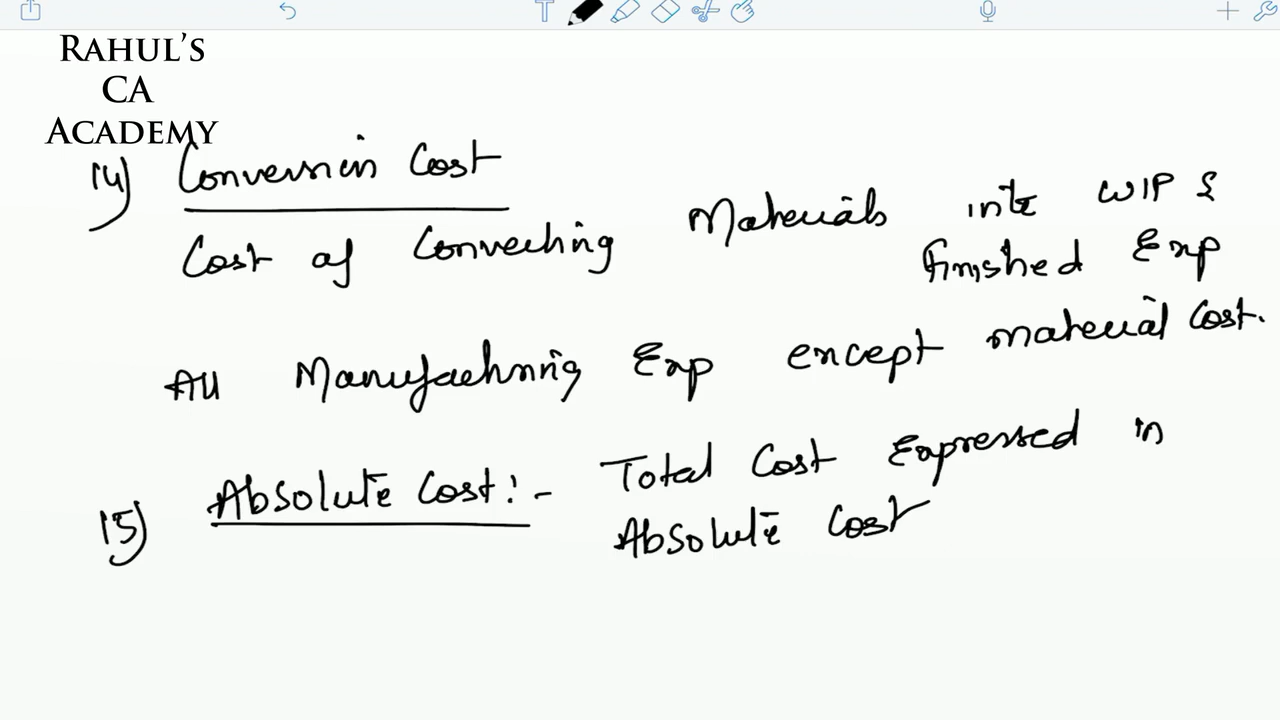 RAHUL'S
CA
ACADEMY
14) Conversion Cost
Cost of Converting Materials into WIP &
finished Exp
All Manufacturing Exp except material Cost.
15) Absolute Cost:- Total Cost Expressed in
Absolute Cost